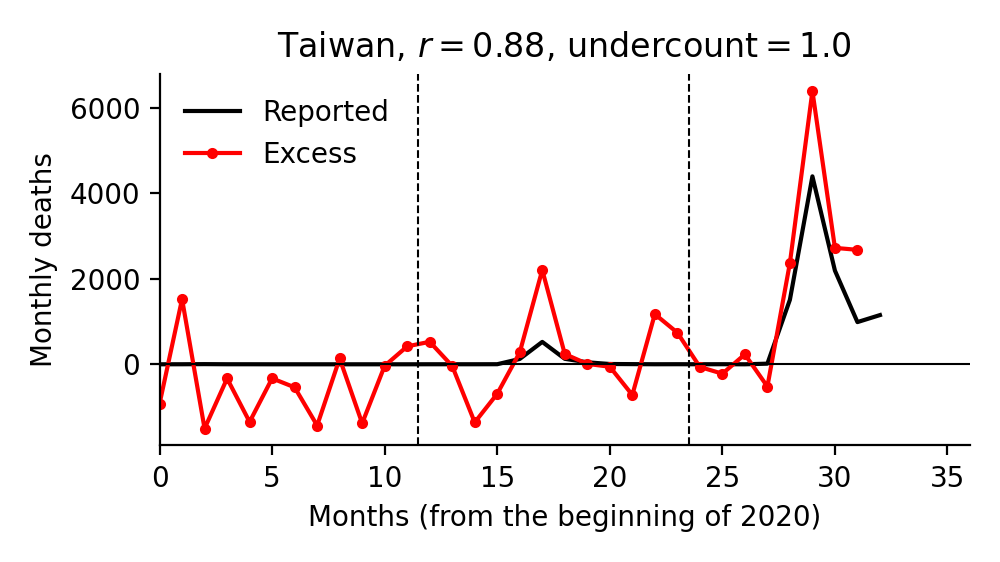 Taiwan, r = 0.88, undercount = 1.0
Reported
Excess
Monthly deaths
6000
4000
2000
0
0 5 10 15 20 25 30 35
Months (from the beginning of 2020)